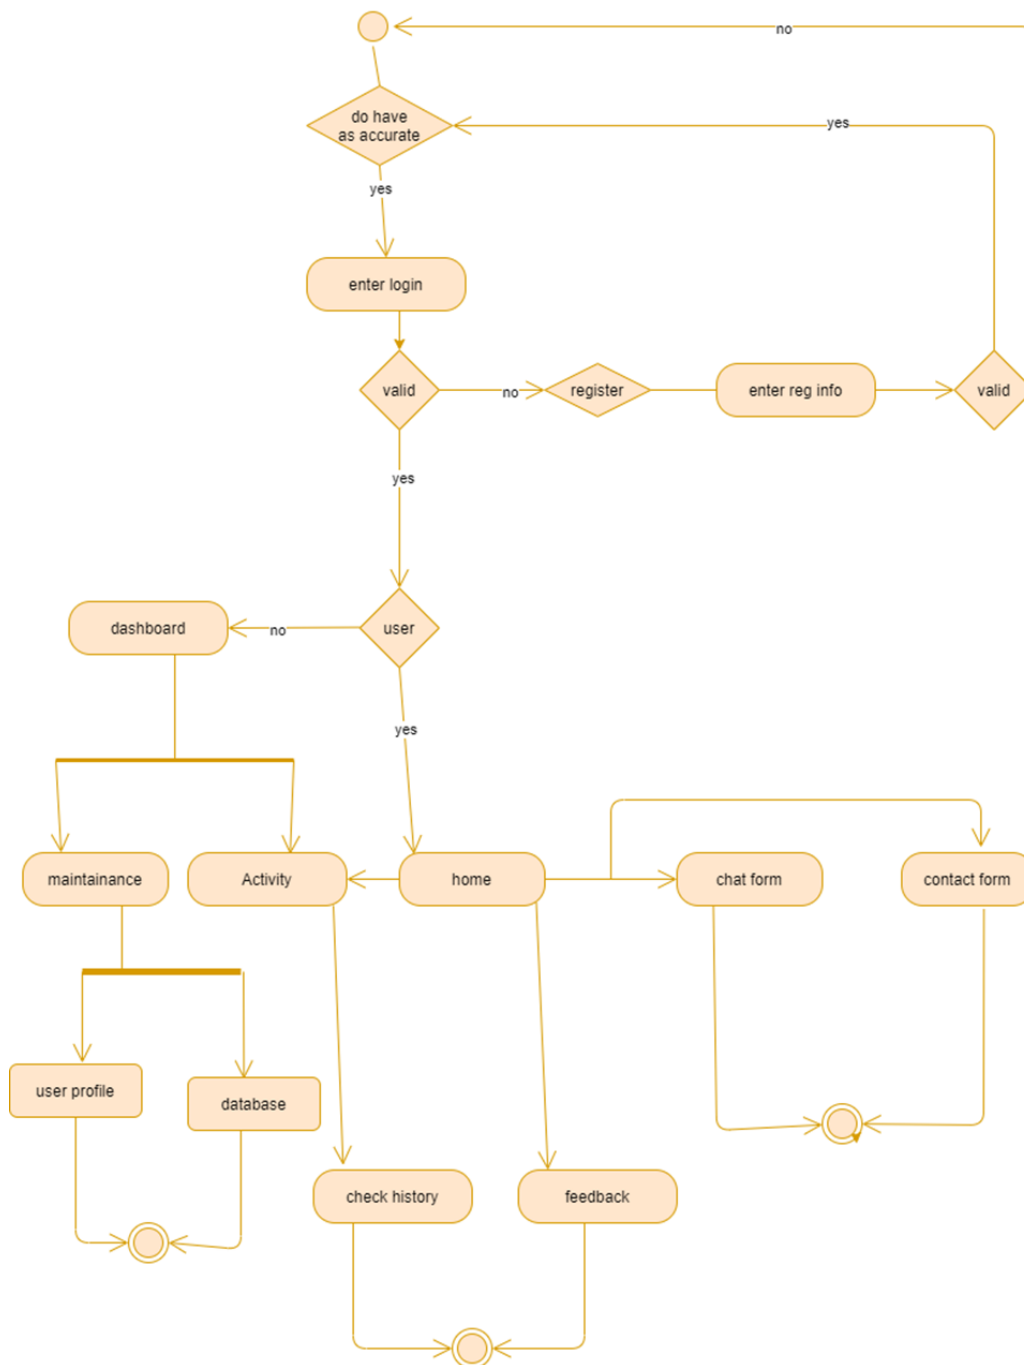 no
do have
as accurate
yes
yes
enter login
valid
no
register
enter reg info
valid
yes
dashboard
no
user
yes
maintainance
Activity
home
chat form
contact form
user profile
database
check history
feedback